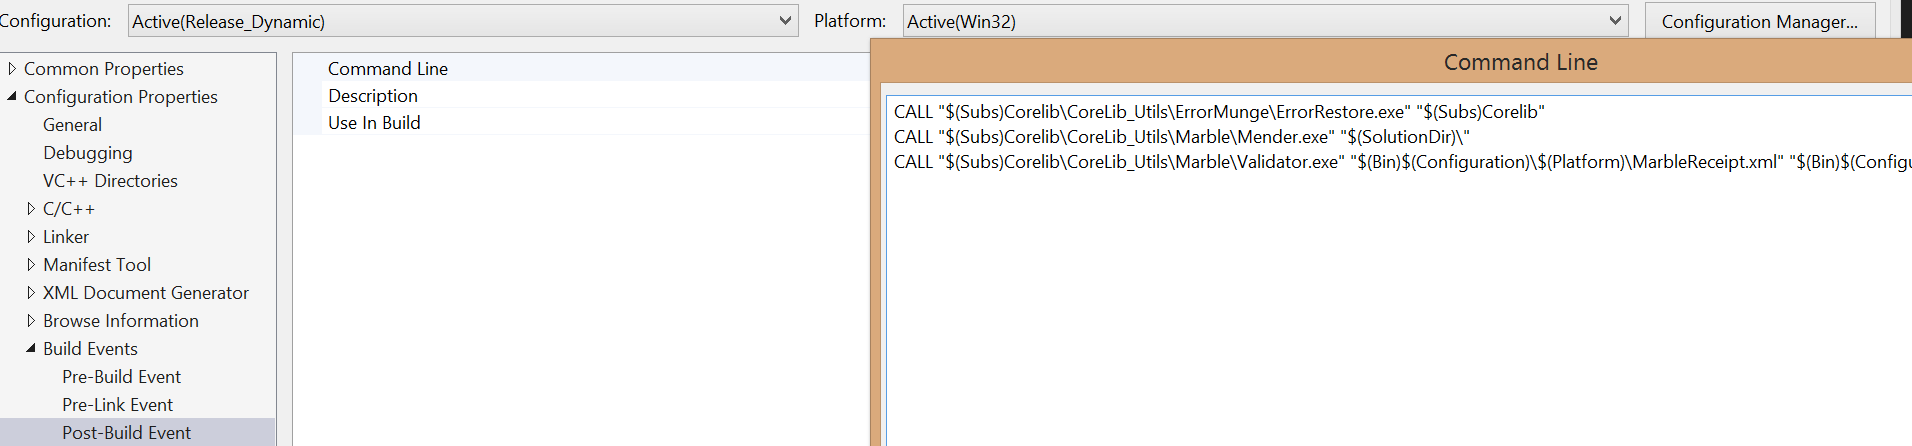 Configuration: Active(Release_Dynamic) Platform: Active(Win32) Configuration Manager...
Common Properties
Configuration Properties
General
Debugging
VC++ Directories
C/C++
Linker
Manifest Tool
XML Document Generator
Browse Information
Build Events
Pre-Build Event
Pre-Link Event
Post-Build Event
Command Line
Description
Use In Build
Command Line
CALL "$(Subs)Corelib\CoreLib_Utils\ErrorMunge\ErrorRestore.exe" "$(Subs)Corelib"
CALL "$(Subs)Corelib\CoreLib_Utils\Marble\Mender.exe" "$(SolutionDir)\"
CALL "$(Subs)Corelib\CoreLib_Utils\Marble\Validator.exe" "$(Bin)$(Configuration)\$(Platform)\MarbleReceipt.xml" "$(Bin)$(Config